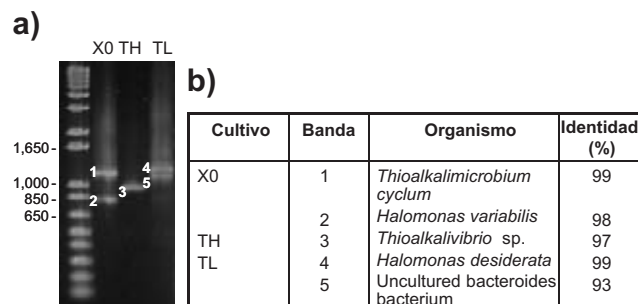 a)
X0 TH TL
1,650 -
1,000 -
850 -
650 -
1
2
3
4
5
b)
Cultivo Banda Organismo Identidad (%)
X0 1 Thioalkalimicrobium cyclum 99
2 Halomonas variabilis 98
TH 3 Thioalkalivibrio sp. 97
TL 4 Halomonas desiderata 99
5 Uncultured bacteroides bacterium 93